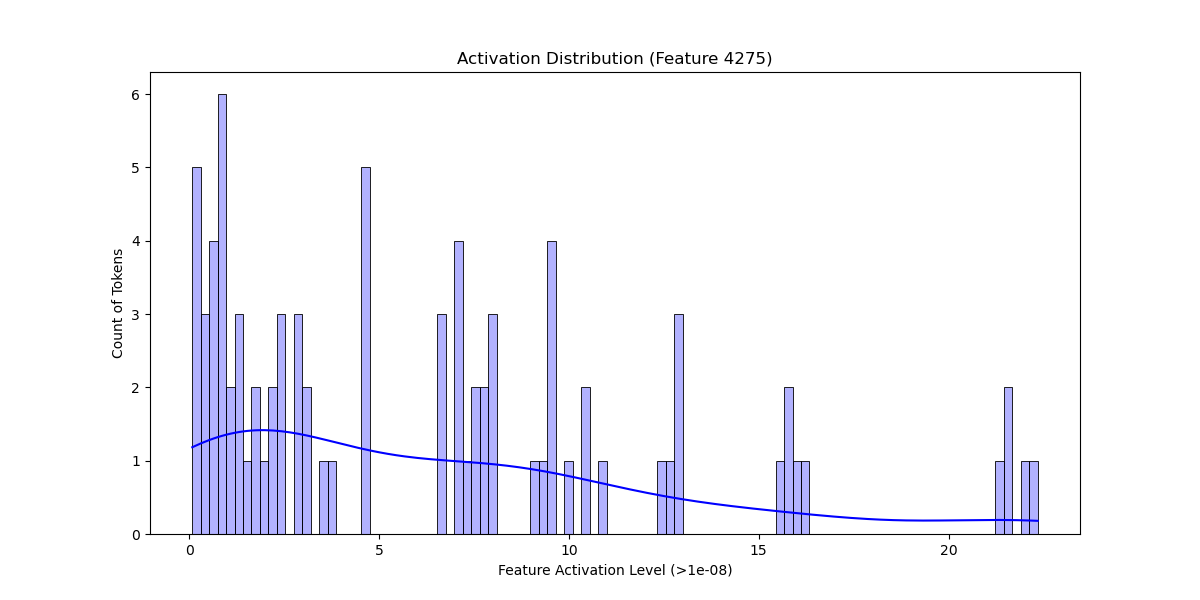 Activation Distribution (Feature 4275)
6
5
4
3
2
1
0
Count of Tokens
0 5 10 15 20
Feature Activation Level (>1e-08)